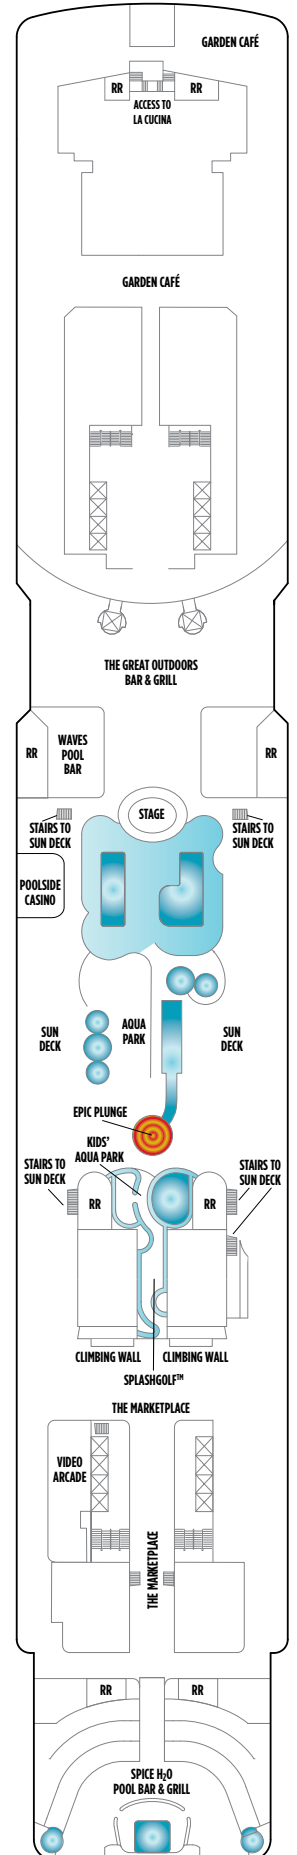 GARDEN CAFÉ
RR
RR
ACCESS TO
LA CUCINA
GARDEN CAFÉ
THE GREAT OUTDOORS
BAR & GRILL
RR
WAVES
POOL
BAR
RR
STAGE
STAIRS TO
SUN DECK
STAIRS TO
SUN DECK
POOLSIDE
CASINO
SUN
DECK
AQUA
PARK
SUN
DECK
EPIC PLUNGE
KIDS'
AQUA PARK
STAIRS TO
SUN DECK
STAIRS TO
SUN DECK
RR
RR
CLIMBING WALL
CLIMBING WALL
SPLASHGOLF™
THE MARKETPLACE
VIDEO
ARCADE
THE MARKETPLACE
RR
RR
SPICE H₂O
POOL BAR & GRILL